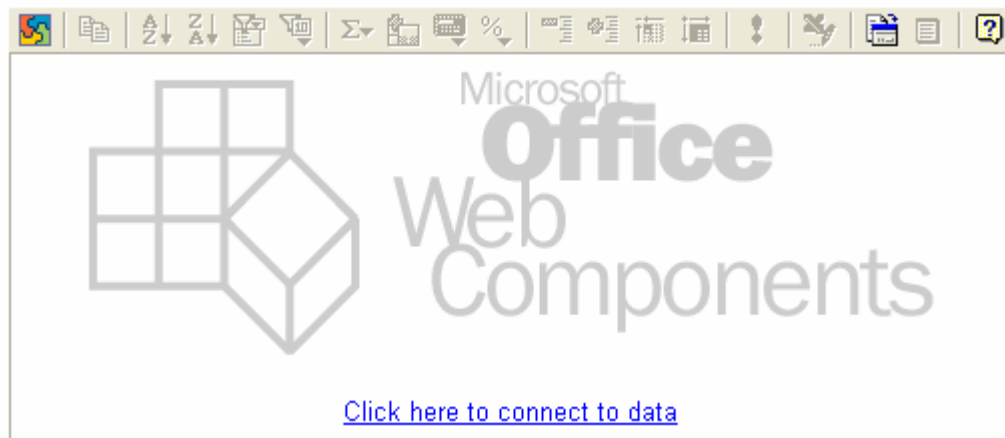 Microsoft
Office
Web
Components
Click here to connect to data